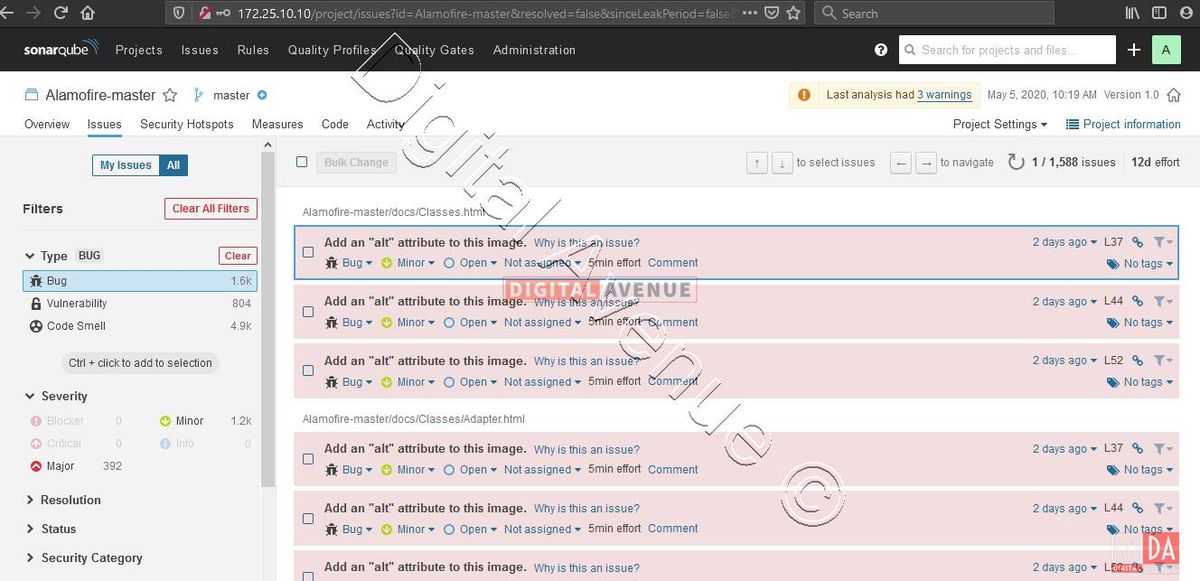 172.25.10.10/project/issues?id=Alamofire-master&resolved=false&sinceLeakPeriod=false
Search
sonarqube Projects Issues Rules Quality Profiles Quality Gates Administration
Search for projects and files...
A
Alamofire-master master
Last analysis had 3 warnings May 5, 2020, 10:19 AM Version 1.0
Overview Issues Security Hotspots Measures Code Activity
Project Settings Project information
My Issues All
Bulk Change
↑ ↓ to select issues ← → to navigate 1 / 1,588 issues 12d effort
Filters Clear All Filters
Type BUG Clear
Bug 1.6k
Vulnerability 804
Code Smell 4.9k
Ctrl + click to add to selection
Severity
Blocker 0 Minor 1.2k
Critical 0 Info 0
Major 392
Resolution
Status
Security Category
Alamofire-master/docs/Classes.html
Add an "alt" attribute to this image. Why is this an issue? 2 days ago L37
Bug Minor Open Not assigned 5min effort Comment No tags
Add an "alt" attribute to this image. Why is this an issue? 2 days ago L44
Bug Minor Open Not assigned 5min effort Comment No tags
Add an "alt" attribute to this image. Why is this an issue? 2 days ago L52
Bug Minor Open Not assigned 5min effort Comment No tags
Alamofire-master/docs/Classes/Adapter.html
Add an "alt" attribute to this image. Why is this an issue? 2 days ago L37
Bug Minor Open Not assigned 5min effort Comment No tags
Add an "alt" attribute to this image. Why is this an issue? 2 days ago L44
Bug Minor Open Not assigned 5min effort Comment No tags
Add an "alt" attribute to this image. Why is this an issue? 2 days ago
Digital Avenue ©
DIGITAL AVENUE
DA
DIGITAL AVENUE